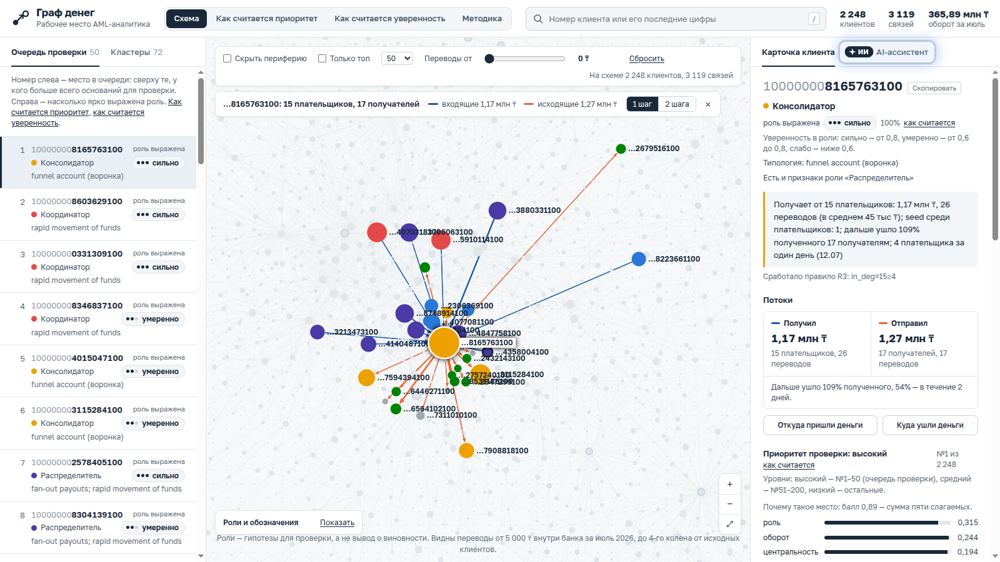 Граф денег
Рабочее место AML-аналитика
Схема
Как считается приоритет
Как считается уверенность
Методика
Номер клиента или его последние цифры
/
2 248
клиентов
3 119
связей
365,89 млн ₸
оборот за июль
Очередь проверки 50
Кластеры 72
Номер слева — место в очереди: сверху те, у
кого больше всего оснований для проверки.
Справа — насколько ярко выражена роль. Как
считается приоритет, как считается
уверенность.
1
100000008165763100
роль выражена
Консолидатор
сильно
funnel account (воронка)
2
100000008603629100
роль выражена
Координатор
сильно
rapid movement of funds
3
100000000331309100
роль выражена
Координатор
сильно
rapid movement of funds
4
100000008346837100
роль выражена
Координатор
умеренно
rapid movement of funds
5
100000004015047100
роль выражена
Консолидатор
умеренно
funnel account (воронка)
6
100000003115284100
роль выражена
Консолидатор
умеренно
funnel account (воронка)
7
100000002578405100
роль выражена
Распределитель
сильно
fan-out payouts; rapid movement of funds
8
100000008304139100
роль выражена
Распределитель
умеренно
fan-out payouts; rapid movement of funds
Скрыть периферию
Только топ
50
Переводы от
0 ₸
Сбросить
На схеме 2 248 клиентов, 3 119 связей
...8165763100: 15 плательщиков, 17 получателей
входящие 1,17 млн ₸
исходящие 1,27 млн ₸
1 шаг
2 шага
×
...2679516100
...3880331100
...5910114100
...8223661100
...2306369100
...8748914100
...4077081100
...3213473100
...4847758100
...8165763100
...4358004100
...2432143100
...7594394100
...6446271100
...6564102100
...7311010100
...7908818100
+
−
Роли и обозначения
Показать
Роли — гипотезы для проверки, а не вывод о виновности. Видны переводы от 5 000 ₸ внутри банка за июль 2026, до 4-го колена от исходных
клиентов.
Карточка клиента
ИИ
AI-ассистент
100000008165763100
Скопировать
Консолидатор
роль выражена
сильно
100%
как считается
Уверенность в роли: сильно — от 0,8, умеренно — от 0,6
до 0,8, слабо — ниже 0,6.
Типология: funnel account (воронка)
Есть и признаки роли «Распределитель»
Получает от 15 плательщиков: 1,17 млн ₸, 26
переводов (в среднем 45 тыс ₸); seed среди
плательщиков: 1; дальше ушло 109%
полученного 17 получателям; 4 плательщика за
один день (12.07)
Сработало правило R3: in_deg=15≥4
Потоки
Получил
1,17 млн ₸
15 плательщиков, 26
переводов
Отправил
1,27 млн ₸
17 получателей, 17
переводов
Дальше ушло 109% полученного, 54% — в течение 2
дней.
Откуда пришли деньги
Куда ушли деньги
Приоритет проверки: высокий
как считается
№1 из
2 248
Уровни: высокий — №1–50 (очередь проверки), средний
— №51–200, низкий — остальные.
Почему такое место: балл 0,89 — сумма пяти слагаемых.
роль
0,315
оборот
0,244
центральность
0,194